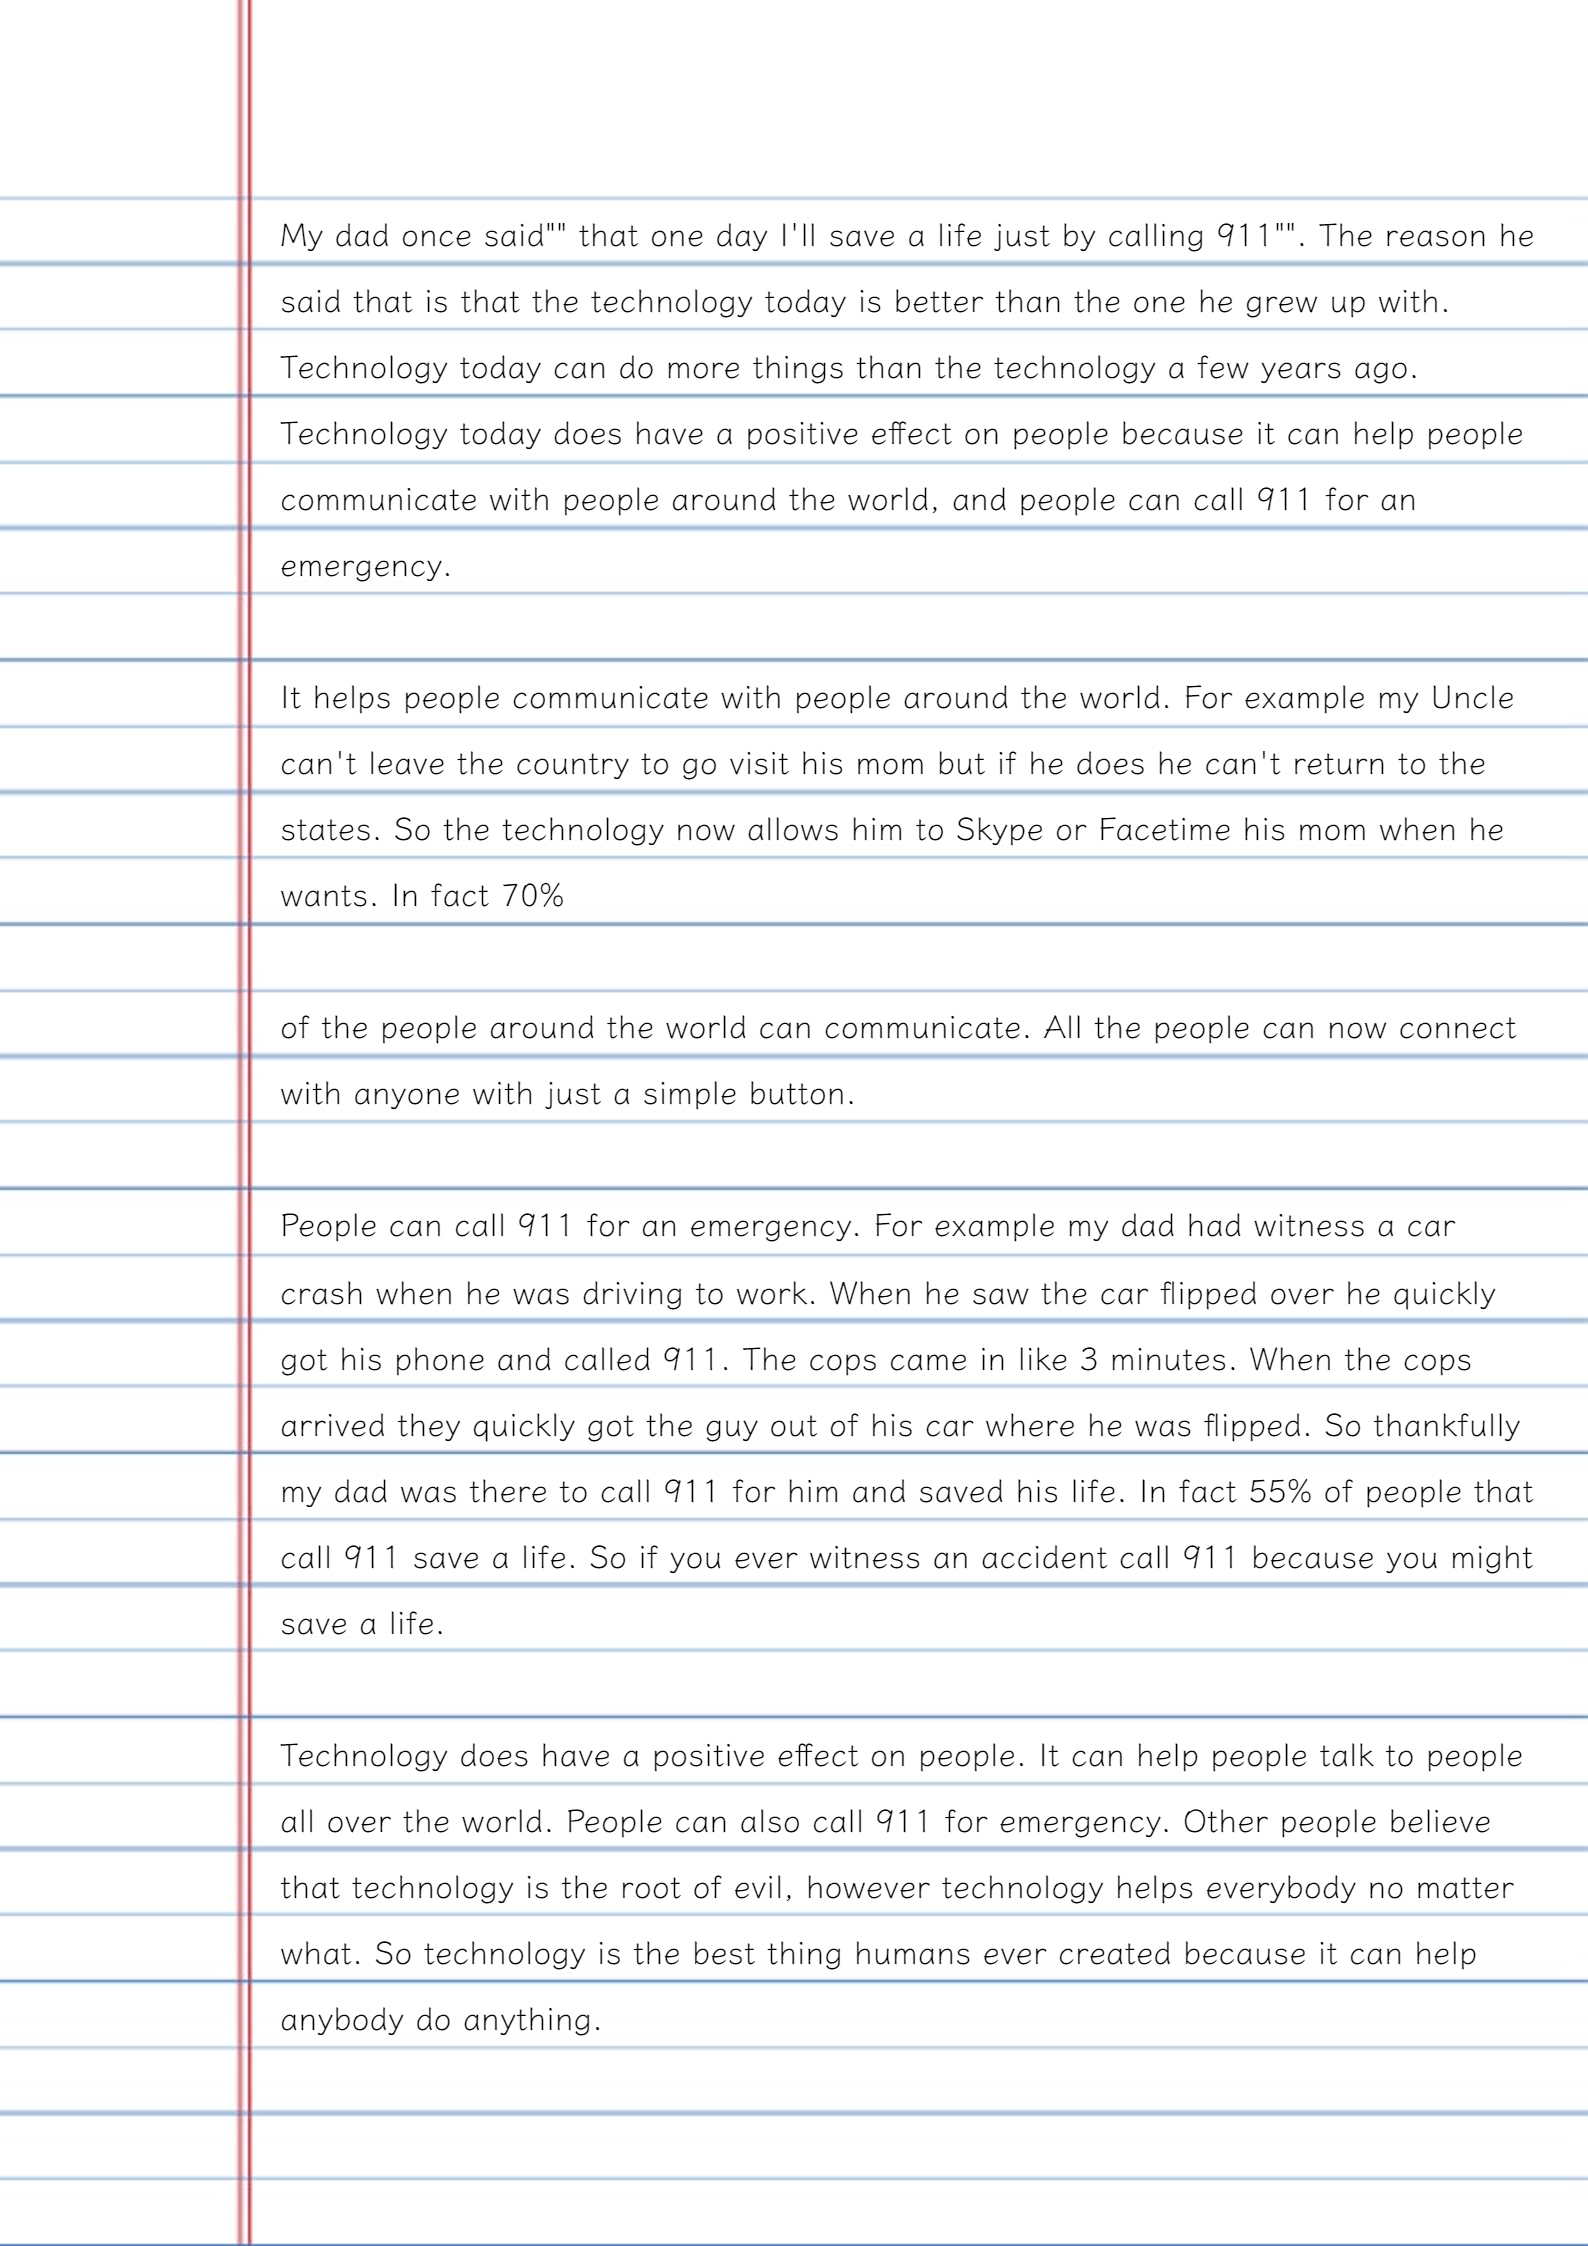 My dad once said"" that one day I'll save a life just by calling 911"". The reason he
said that is that the technology today is better than the one he grew up with.
Technology today can do more things than the technology a few years ago.
Technology today does have a positive effect on people because it can help people
communicate with people around the world, and people can call 911 for an
emergency.
It helps people communicate with people around the world. For example my Uncle
can't leave the country to go visit his mom but if he does he can't return to the
states. So the technology now allows him to Skype or Facetime his mom when he
wants. In fact 70%
of the people around the world can communicate. All the people can now connect
with anyone with just a simple button.
People can call 911 for an emergency. For example my dad had witness a car
crash when he was driving to work. When he saw the car flipped over he quickly
got his phone and called 911. The cops came in like 3 minutes. When the cops
arrived they quickly got the guy out of his car where he was flipped. So thankfully
my dad was there to call 911 for him and saved his life. In fact 55% of people that
call 911 save a life. So if you ever witness an accident call 911 because you might
save a life.
Technology does have a positive effect on people. It can help people talk to people
all over the world. People can also call 911 for emergency. Other people believe
that technology is the root of evil, however technology helps everybody no matter
what. So technology is the best thing humans ever created because it can help
anybody do anything.